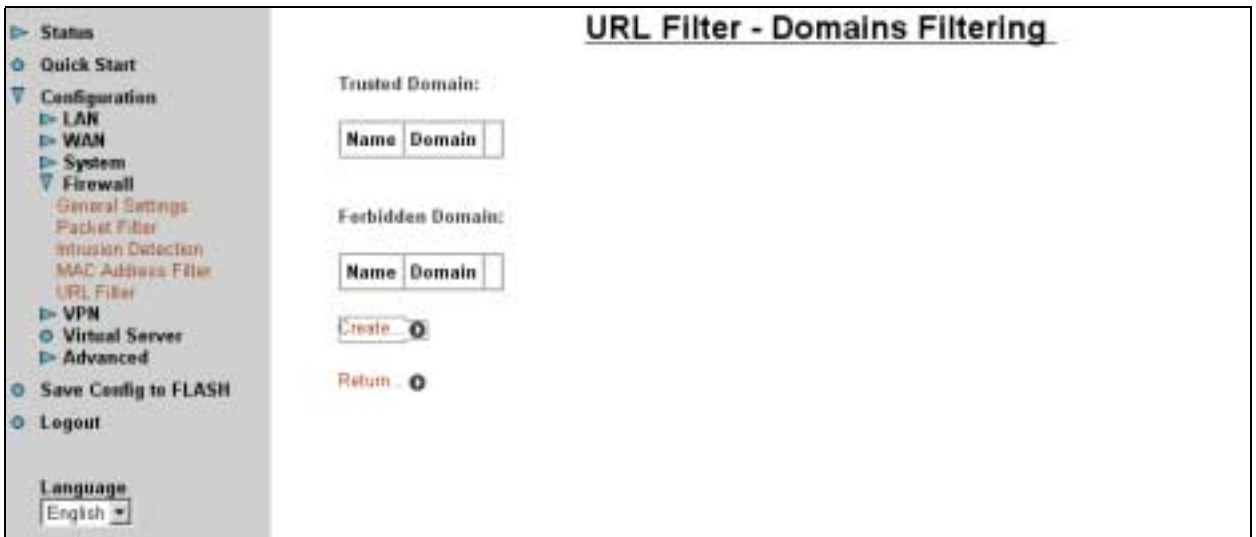 Status
Quick Start
Configuration
LAN
WAN
System
Firewall
General Settings
Packet Filter
Intrusion Detection
MAC Address Filter
URL Filter
VPN
Virtual Server
Advanced
Save Config to FLASH
Logout
Language
English
URL Filter - Domains Filtering
Trusted Domain:
Name Domain
Forbidden Domain:
Name Domain
Create...
Return...